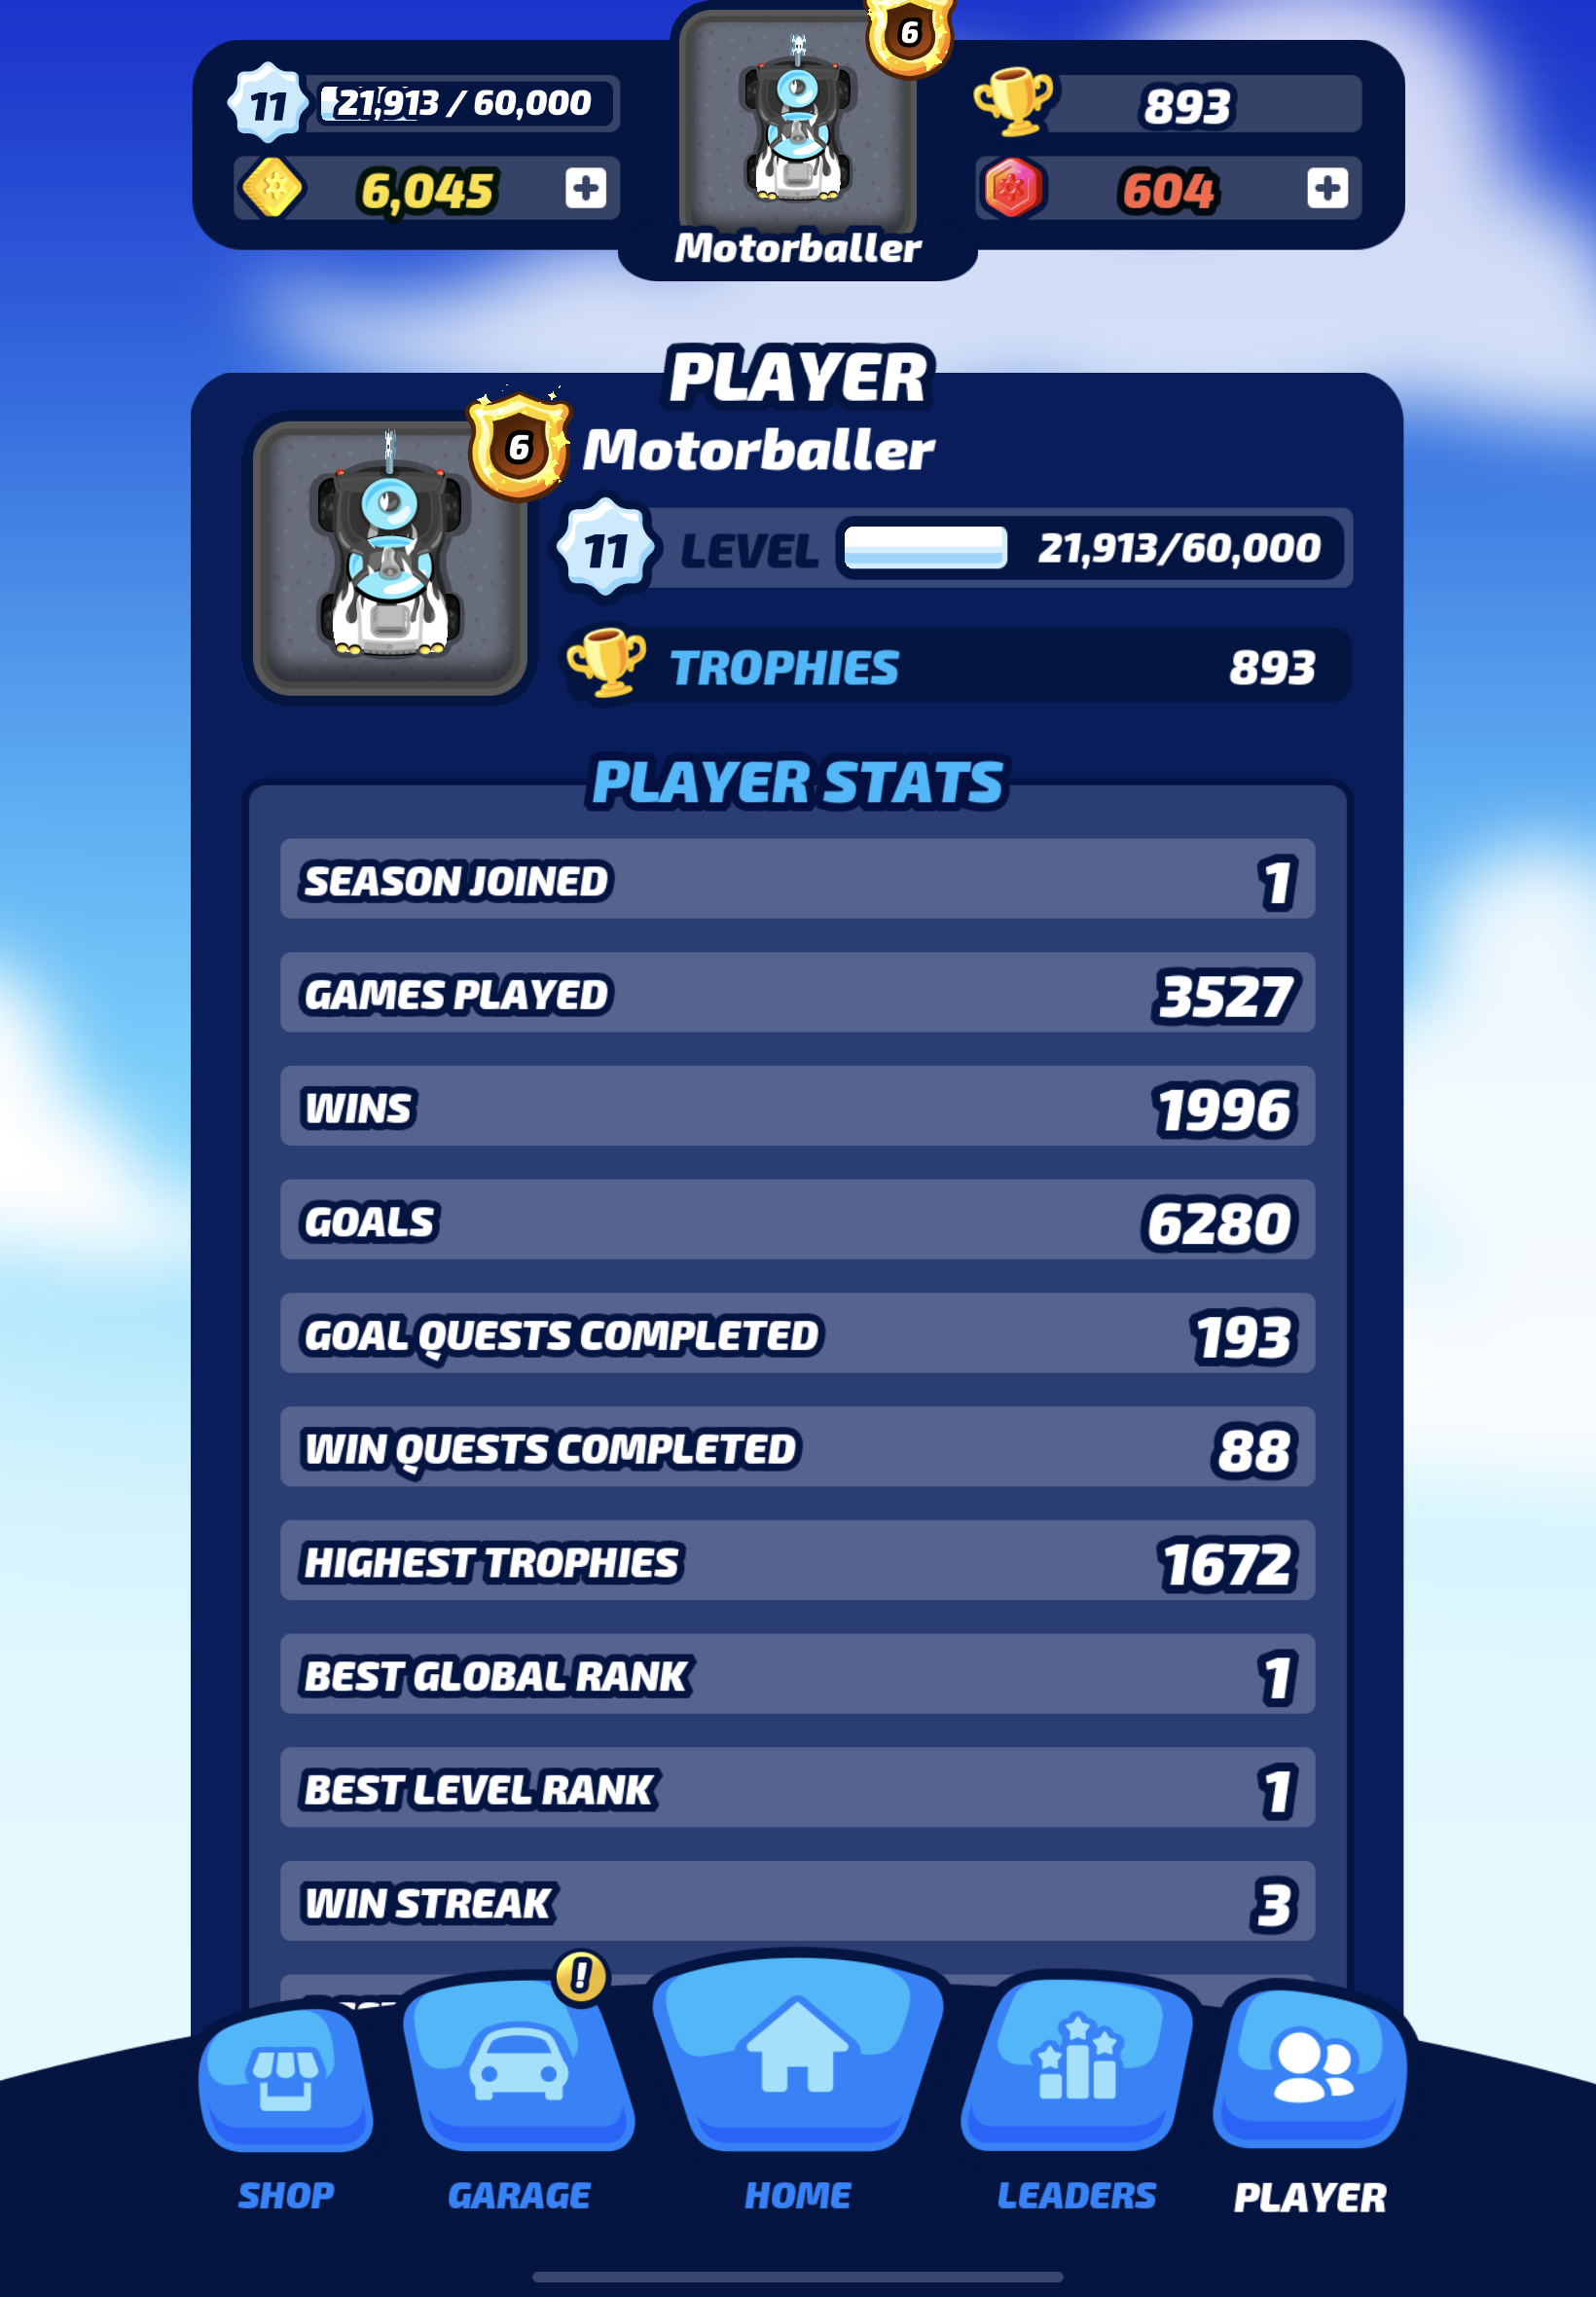 6
11
21,913 / 60,000
893
6,045
604
Motorballer
PLAYER
6
Motorballer
11
LEVEL
21,913/60,000
TROPHIES
893
PLAYER STATS
SEASON JOINED 1
GAMES PLAYED 3527
WINS 1996
GOALS 6280
GOAL QUESTS COMPLETED 193
WIN QUESTS COMPLETED 88
HIGHEST TROPHIES 1672
BEST GLOBAL RANK 1
BEST LEVEL RANK 1
WIN STREAK 3
!
SHOP
GARAGE
HOME
LEADERS
PLAYER